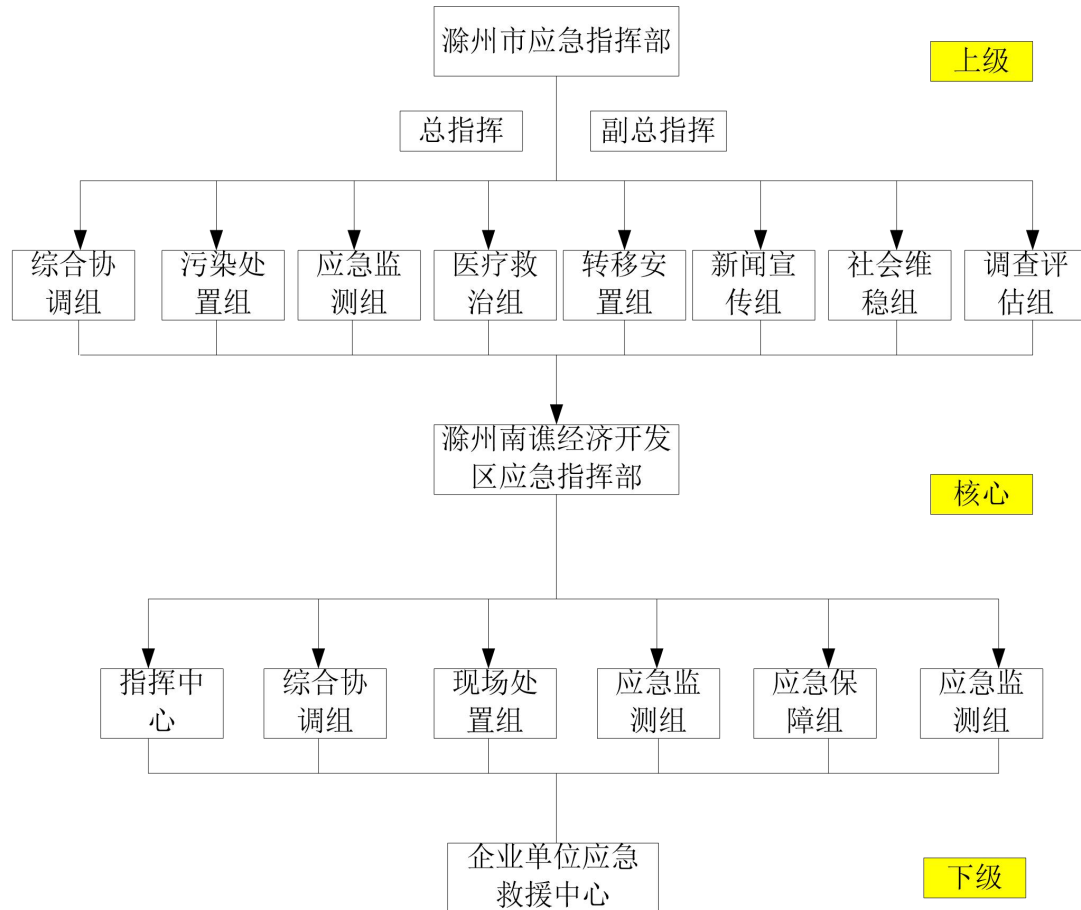 滁州市应急指挥部
上级
总指挥
副总指挥
综合协
调组
污染处
置组
应急监
测组
医疗救
治组
转移安
置组
新闻宣
传组
社会维
稳组
调查评
估组
滁州南谯经济开发
区应急指挥部
核心
指挥中
心
综合协
调组
现场处
置组
应急监
测组
应急保
障组
应急监
测组
企业单位应急
救援中心
下级